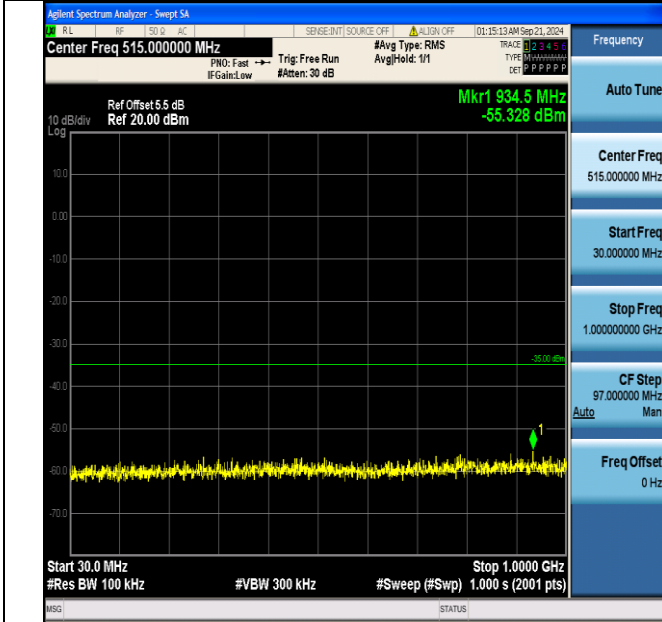 Agilent Spectrum Analyzer - Swept SA
RL RF 50 Ω AC SENSE:INT SOURCE OFF ALIGN OFF 01:15:13 AM Sep 21, 2024
Center Freq 515.000000 MHz
PNO: Fast
IFGain:Low
Trig: Free Run
#Atten: 30 dB
#Avg Type: RMS
Avg|Hold: 1/1
TRACE 1 2 3 4 5 6
TYPE M
DET P P P P P P
Ref Offset 5.5 dB
Ref 20.00 dBm
10 dB/div
Log
Mkr1 934.5 MHz
-55.328 dBm
10.0
0.00
-10.0
-20.0
-30.0
-35.00 dBm
-40.0
-50.0
1
-60.0
-70.0
Start 30.0 MHz
Stop 1.0000 GHz
#Res BW 100 kHz
#VBW 300 kHz
#Sweep (#Swp) 1.000 s (2001 pts)
MSG
STATUS
Frequency
Auto Tune
Center Freq
515.000000 MHz
Start Freq
30.000000 MHz
Stop Freq
1.000000000 GHz
CF Step
97.000000 MHz
Auto Man
Freq Offset
0 Hz